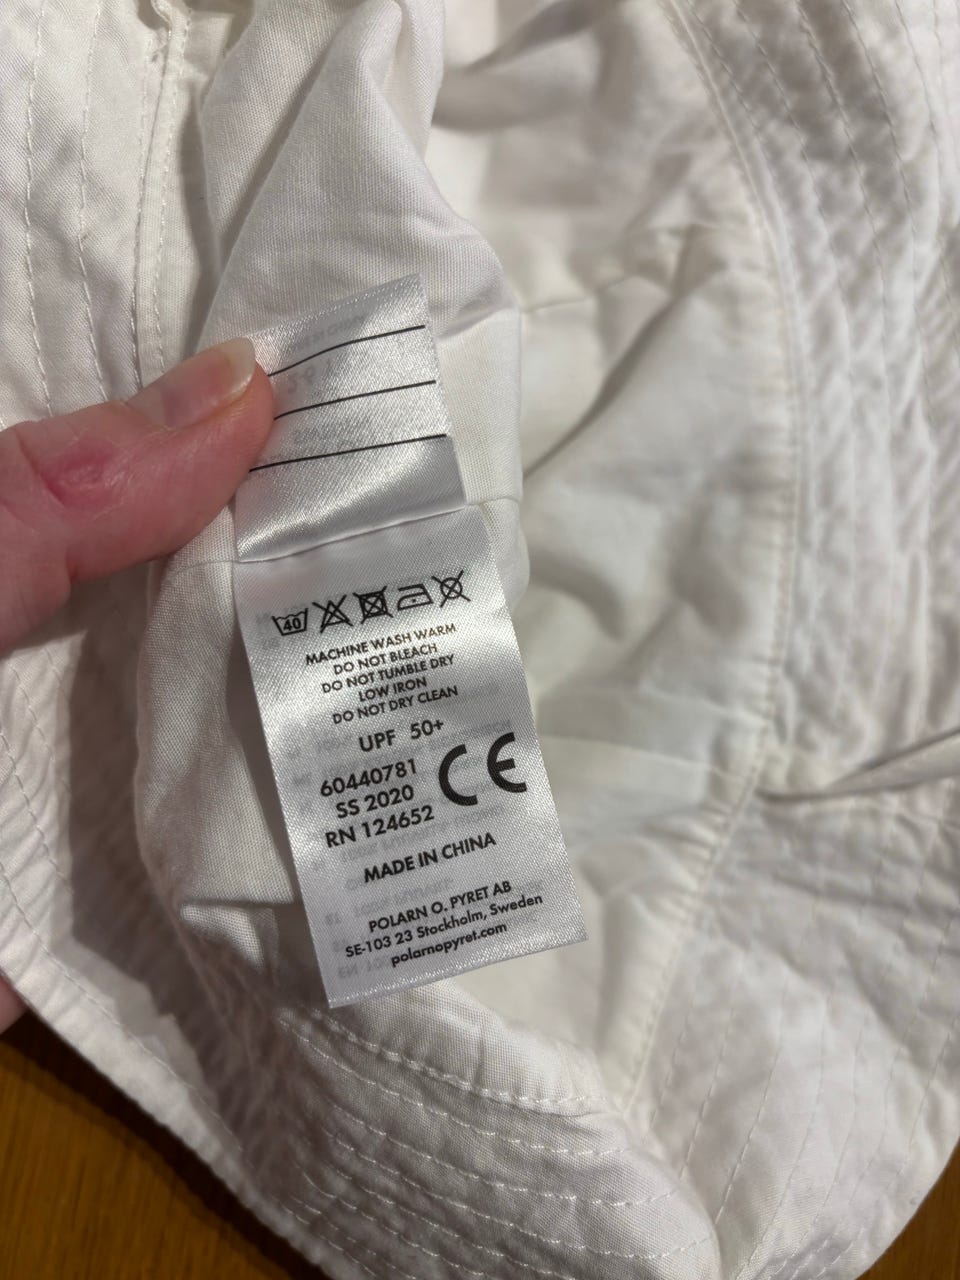 40
MACHINE WASH WARM
DO NOT BLEACH
DO NOT TUMBLE DRY
LOW IRON
DO NOT DRY CLEAN
UPF 50+
60440781
SS 2020
RN 124652
CE
MADE IN CHINA
POLARN O. PYRET AB
SE-103 23 Stockholm, Sweden
polarnopyret.com